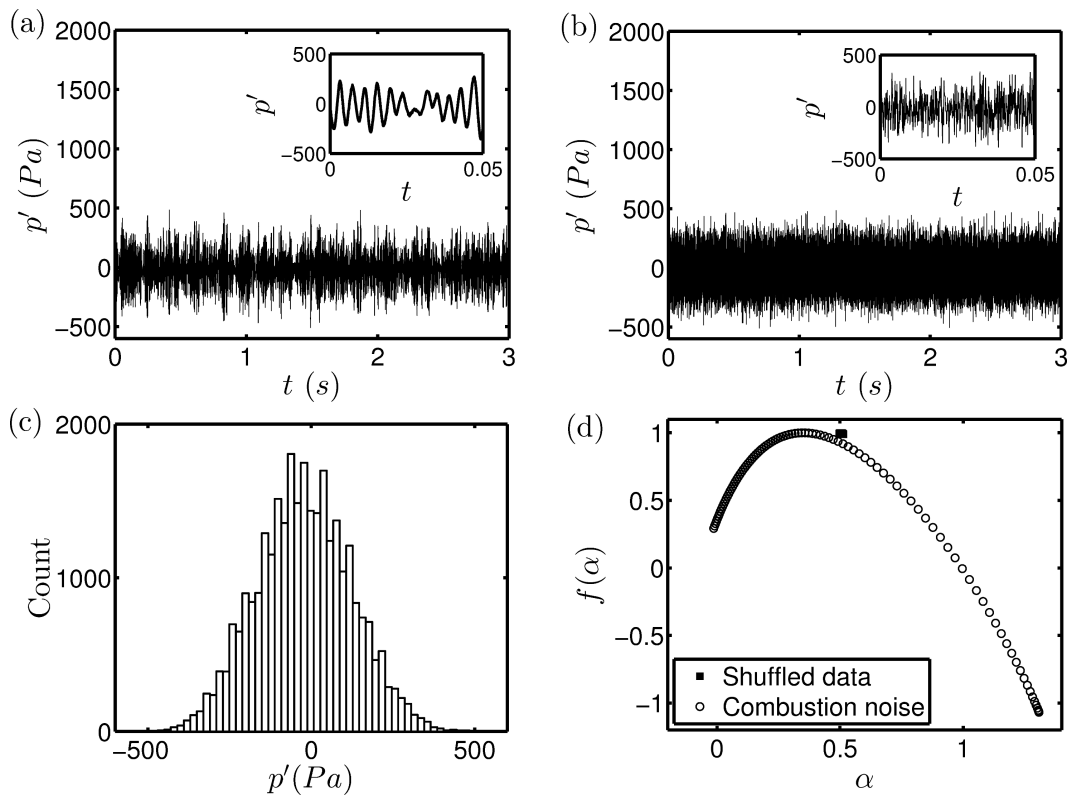 (a)
2000
1500
1000
500
0
−500
p′ (Pa)
0 1 2 3
t (s)
500
0
−500
p′
0 0.05
t
(b)
2000
1500
1000
500
0
−500
p′ (Pa)
0 1 2 3
t (s)
500
0
−500
p′
0 0.05
t
(c)
2000
1000
0
Count
−500 0 500
p′(Pa)
(d)
1
0.5
0
−0.5
−1
f(α)
0 0.5 1
α
Shuffled data
Combustion noise